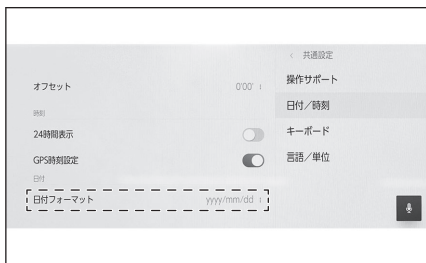 オフセット 0'00'
時刻
24時間表示
GPS時刻設定
日付
日付フォーマット yyyy/mm/dd
共通設定
操作サポート
日付／時刻
キーボード
言語／単位